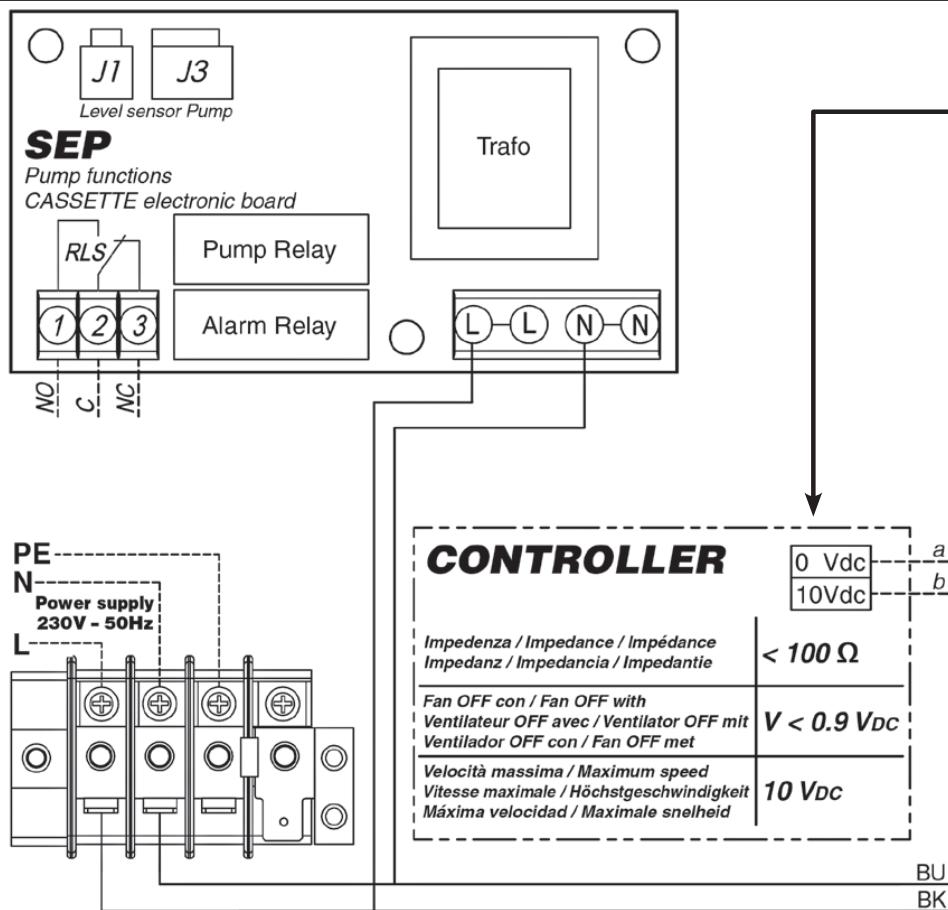 J1 J3
Level sensor Pump
SEP
Pump functions
CASSETTE electronic board
Trafo
RLS
Pump Relay
Alarm Relay
1 2 3
L L N N
NO C NC
PE
N
Power supply
230V - 50Hz
L
CONTROLLER
0 Vdc a
10Vdc b
Impedenza / Impedance / Impédance
Impedanz / Impedancia / Impedantie
< 100 Ω
Fan OFF con / Fan OFF with
Ventilateur OFF avec / Ventilator OFF mit
Ventilador OFF con / Fan OFF met
V < 0.9 VDC
Velocità massima / Maximum speed
Vitesse maximale / Höchstgeschwindigkeit
Máxima velocidad / Maximale snelheid
10 VDC
BU
BK